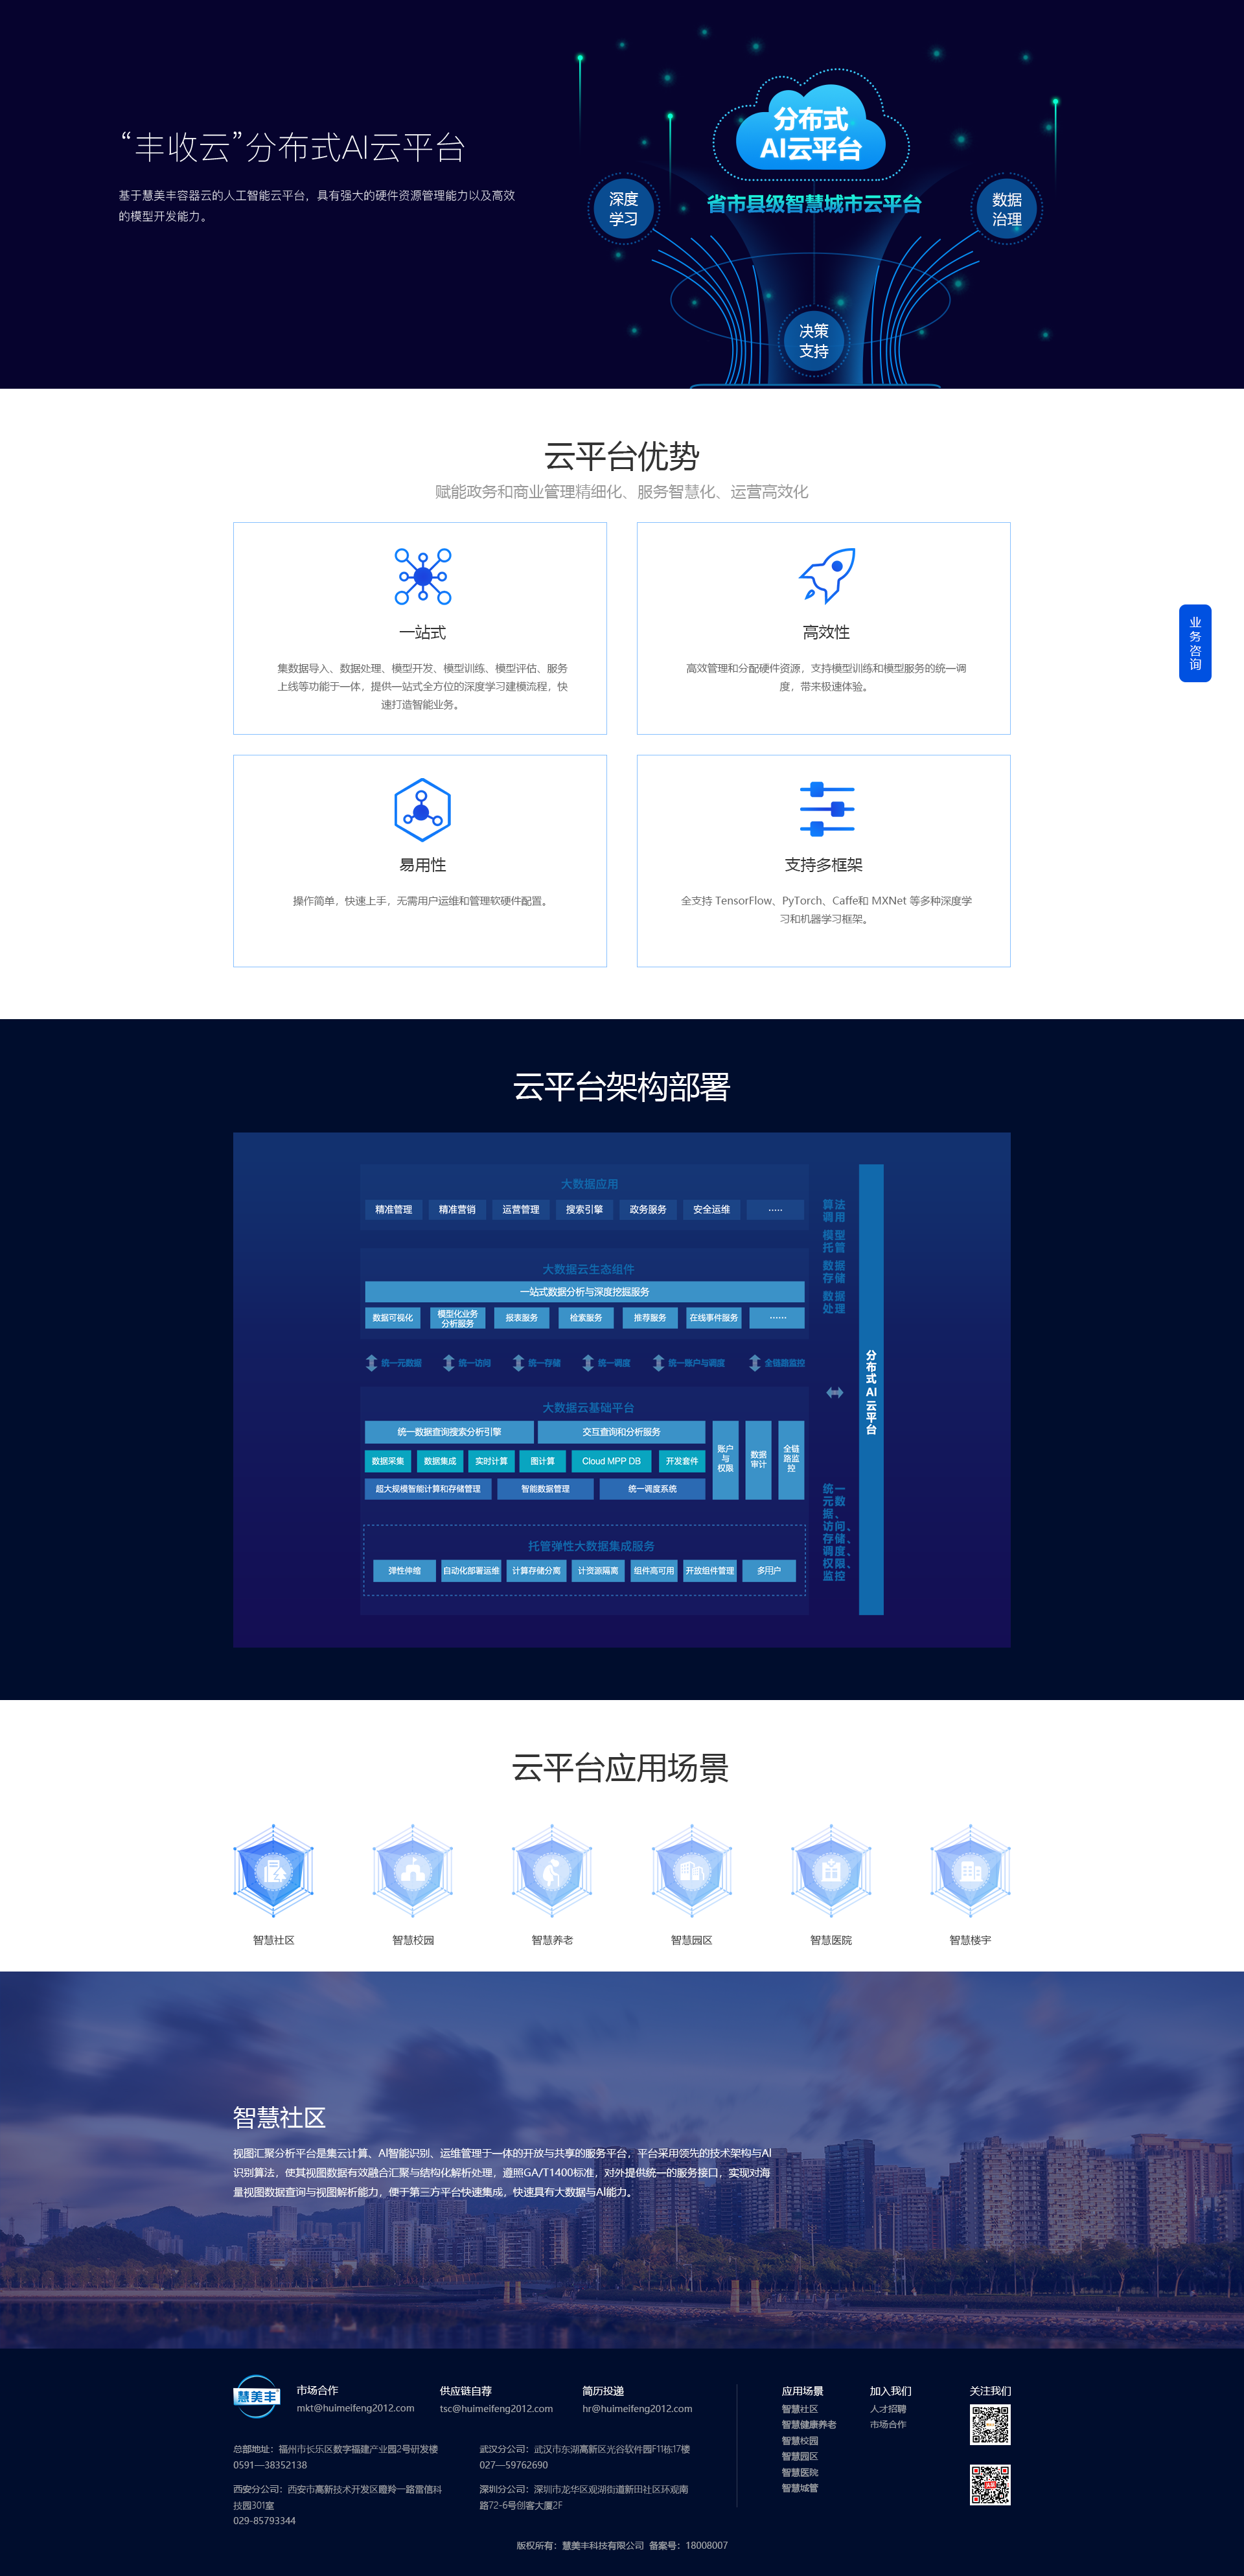 “丰收云”分布式AI云平台
基于慧美丰容器云的人工智能云平台，具有强大的硬件资源管理能力以及高效
的模型开发能力。
分布式
AI云平台
省市县级智慧城市云平台
深度
学习
数据
治理
决策
支持
云平台优势
赋能政务和商业管理精细化、服务智慧化、运营高效化
一站式
集数据导入、数据处理、模型开发、模型训练、模型评估、服务
上线等功能于一体，提供一站式全方位的深度学习建模流程，快
速打造智能业务。
高效性
高效管理和分配硬件资源，支持模型训练和模型服务的统一调
度，带来极速体验。
业
务
咨
询
易用性
操作简单，快速上手，无需用户运维和管理软硬件配置。
支持多框架
全支持 TensorFlow、PyTorch、Caffe和 MXNet 等多种深度学
习和机器学习框架。
云平台架构部署
大数据应用
精准管理 精准营销 运营管理 搜索引擎 政务服务 安全运维 ·····
大数据云生态组件
一站式数据分析与深度挖掘服务
数据可视化 模型化业务分析服务 报表服务 检索服务 推荐服务 在线事件服务 ······
统一元数据 统一访问 统一存储 统一调度 统一账户与调度 全链路监控
大数据云基础平台
统一数据查询搜索分析引擎 交互查询和分析服务
数据采集 数据集成 实时计算 图计算 Cloud MPP DB 开发套件
超大规模智能计算和存储管理 智能数据管理 统一调度系统
账户
与
权限
数据
审计
全链
路监
控
托管弹性大数据集成服务
弹性伸缩 自动化部署运维 计算存储分离 计资源隔离 组件高可用 开放组件管理 多用户
算法
调用
模型
托管
数据
存储
数据
处理
统一
元数
据、
访问、
存储、
调度、
权限、
监控
分布式AI云平台
云平台应用场景
智慧社区 智慧校园 智慧养老 智慧园区 智慧医院 智慧楼宇
智慧社区
视图汇聚分析平台是集云计算、AI智能识别、运维管理于一体的开放与共享的服务平台，平台采用领先的技术架构与AI
识别算法，使其视图数据有效融合汇聚与结构化解析处理，遵照GA/T1400标准，对外提供统一的服务接口，实现对海
量视图数据查询与视图解析能力，便于第三方平台快速集成，快速具有大数据与AI能力。
慧美丰
市场合作
mkt@huimeifeng2012.com
供应链自荐
tsc@huimeifeng2012.com
简历投递
hr@huimeifeng2012.com
总部地址：福州市长乐区数字福建产业园2号研发楼
0591—38352138
武汉分公司：武汉市东湖高新区光谷软件园F11栋17楼
027—59762690
西安分公司：西安市高新技术开发区瞪羚一路雷信科
技园301室
029-85793344
深圳分公司：深圳市龙华区观湖街道新田社区环观南
路72-6号创客大厦2F
应用场景
智慧社区
智慧健康养老
智慧校园
智慧园区
智慧医院
智慧城管
加入我们
人才招聘
市场合作
关注我们
版权所有：慧美丰科技有限公司 备案号：18008007